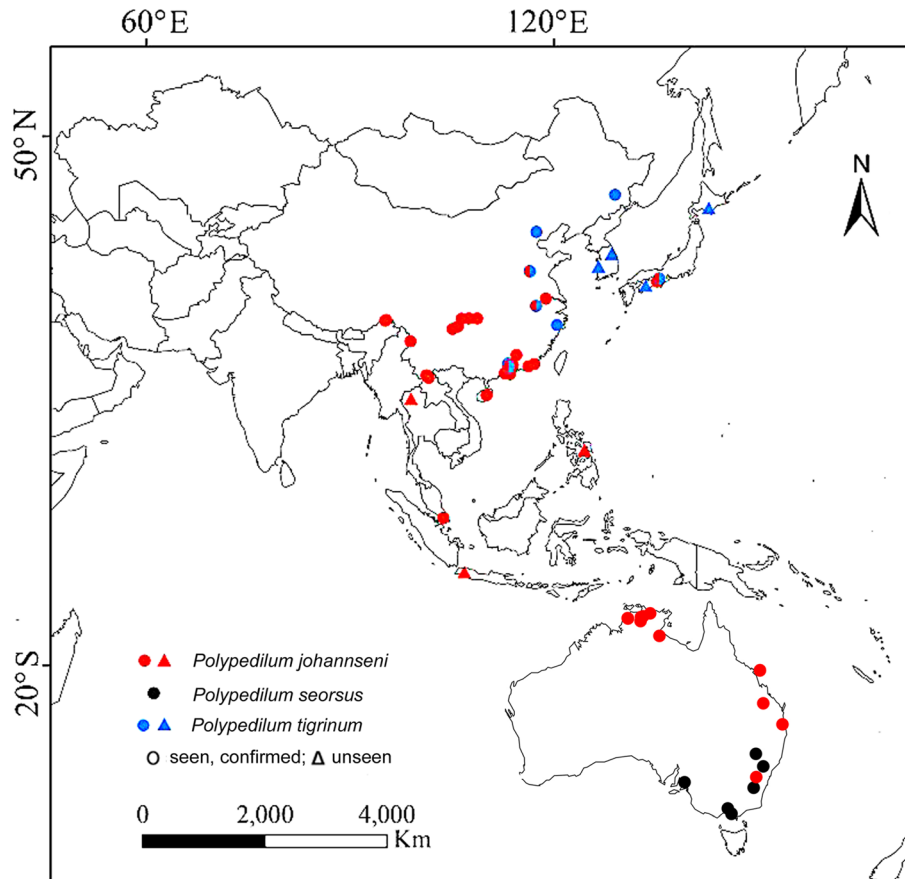 60°E 120°E
50°N
N
20°S
Polypedilum johannseni
Polypedilum seorsus
Polypedilum tigrinum
seen, confirmed; unseen
0 2,000 4,000
Km